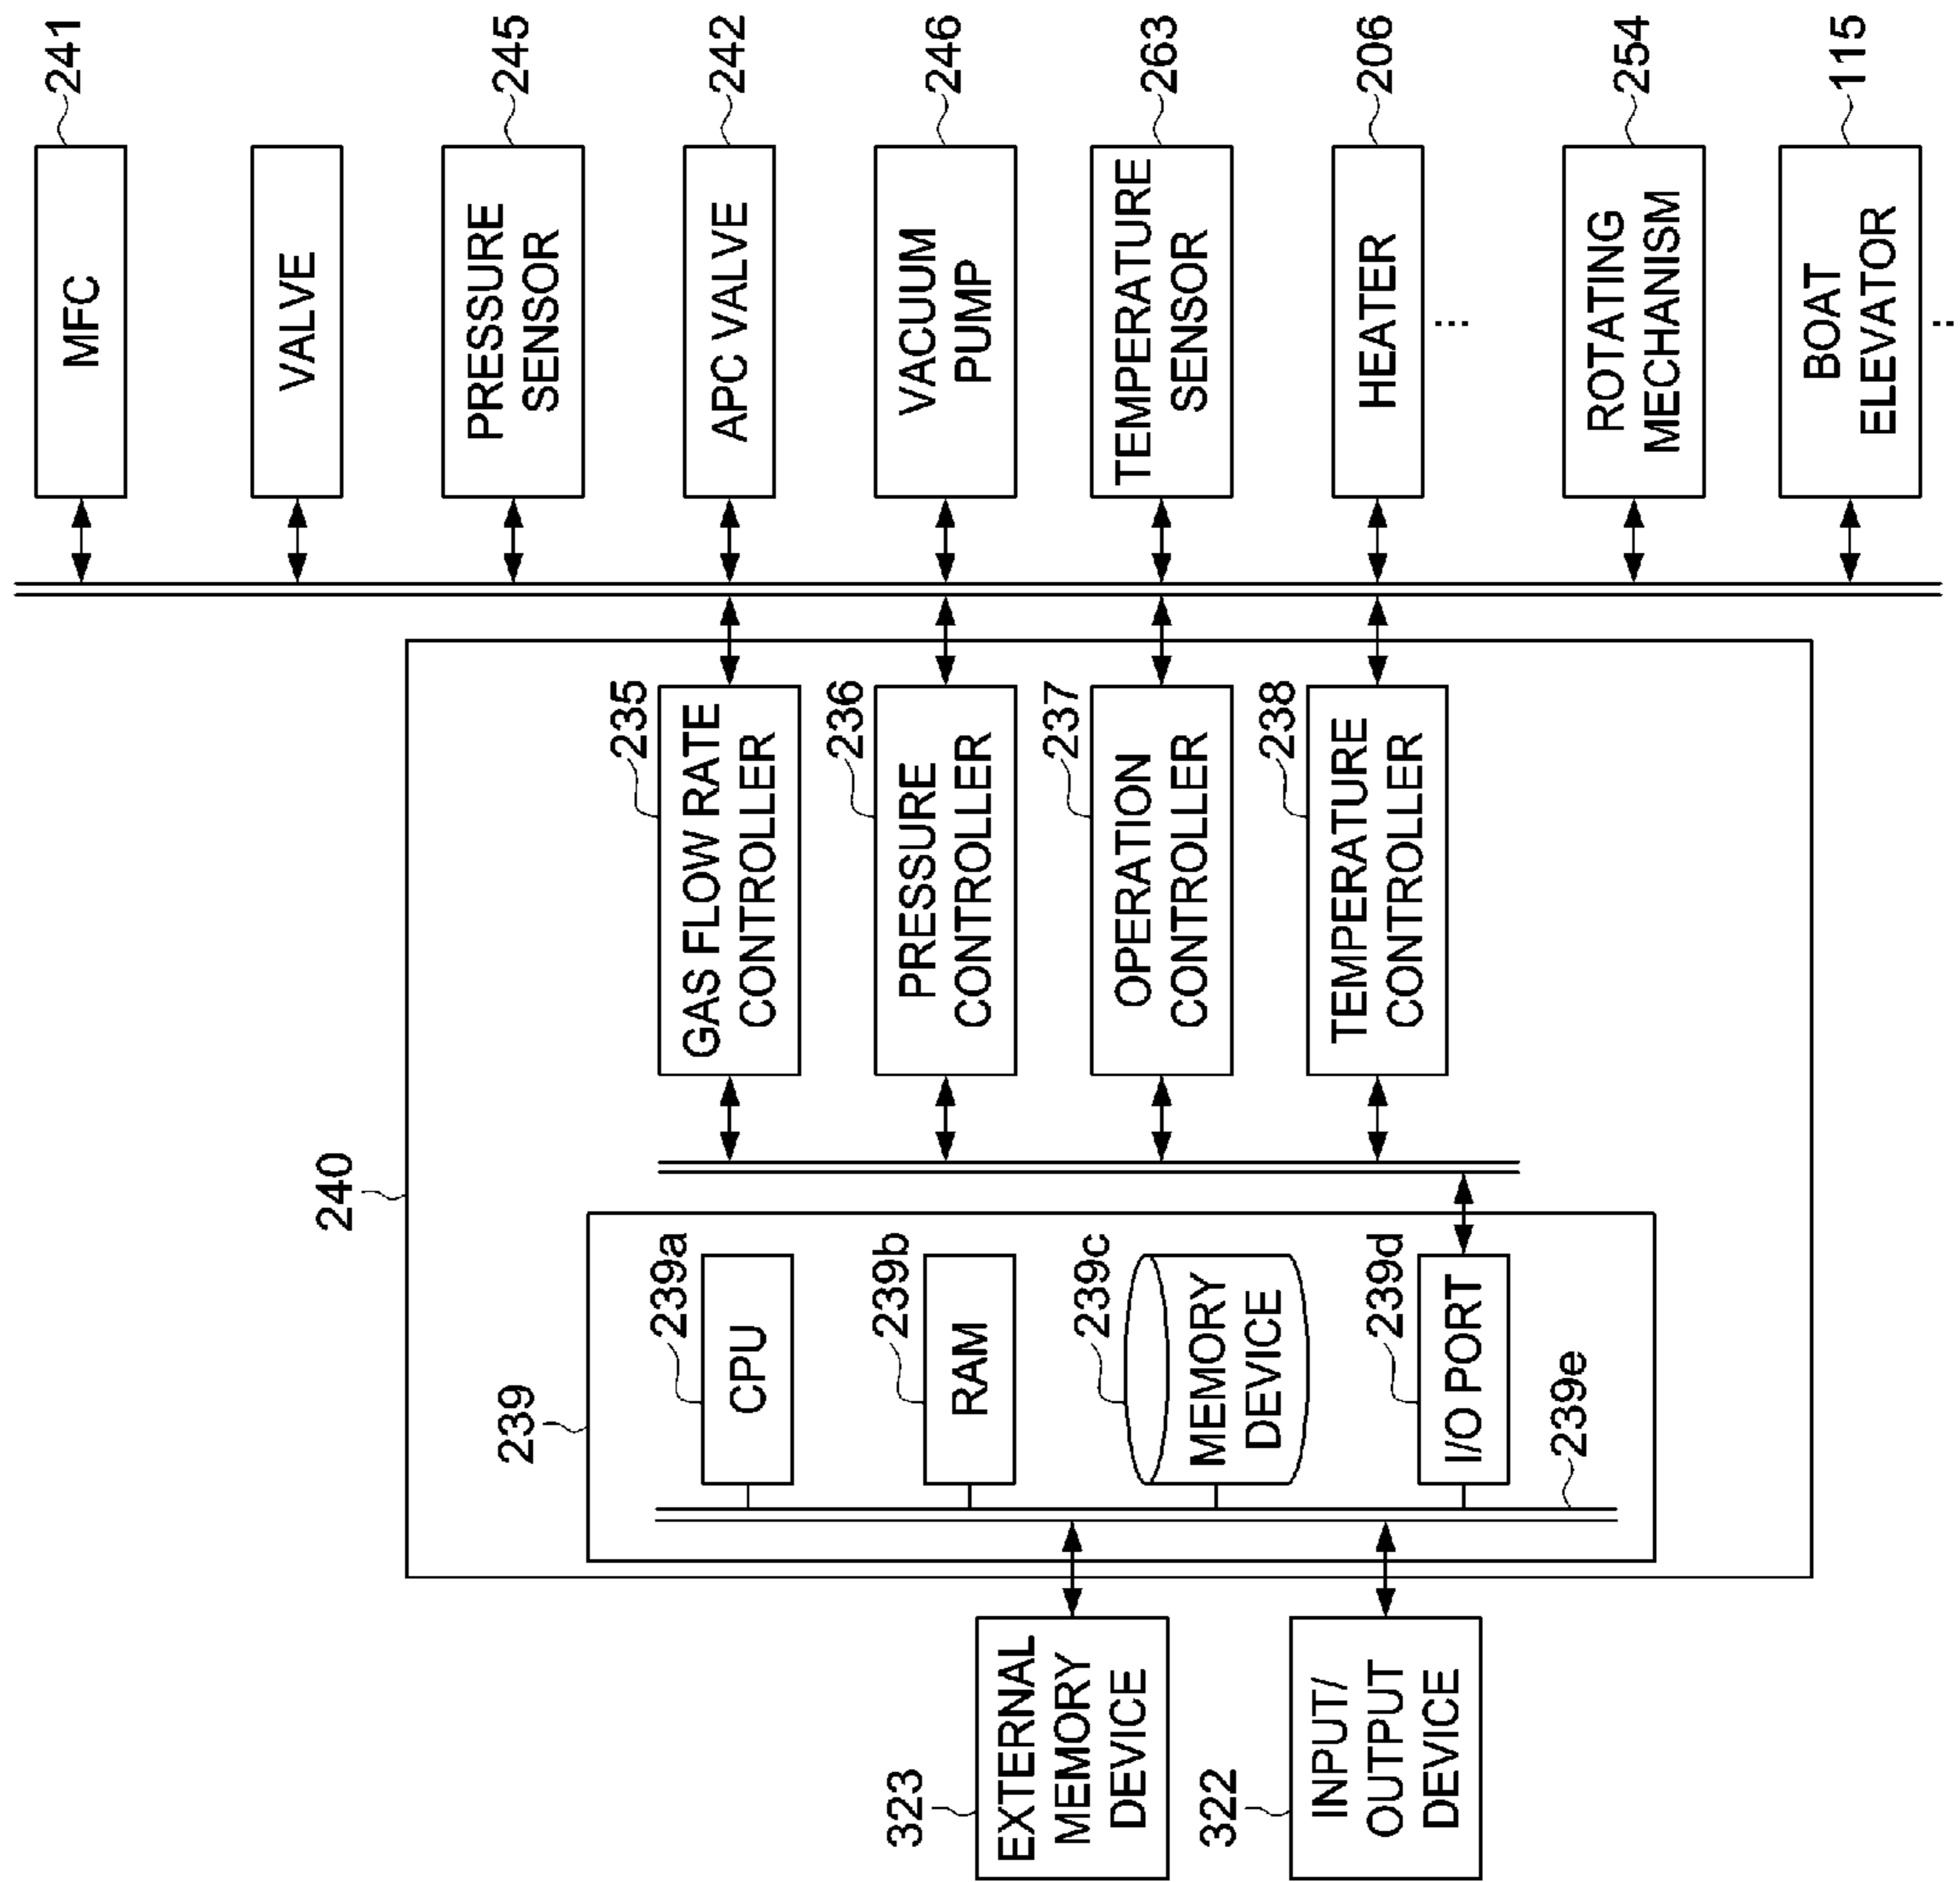 323
EXTERNAL
MEMORY
DEVICE
322
INPUT/
OUTPUT
DEVICE
240
239
239a
CPU
239b
RAM
239c
MEMORY
DEVICE
239d
I/O PORT
239e
235
GAS FLOW RATE
CONTROLLER
236
PRESSURE
CONTROLLER
237
OPERATION
CONTROLLER
238
TEMPERATURE
CONTROLLER
241
MFC
VALVE
245
PRESSURE
SENSOR
242
APC VALVE
246
VACUUM
PUMP
263
TEMPERATURE
SENSOR
206
HEATER
...
254
ROTATING
MECHANISM
115
BOAT
ELEVATOR
...